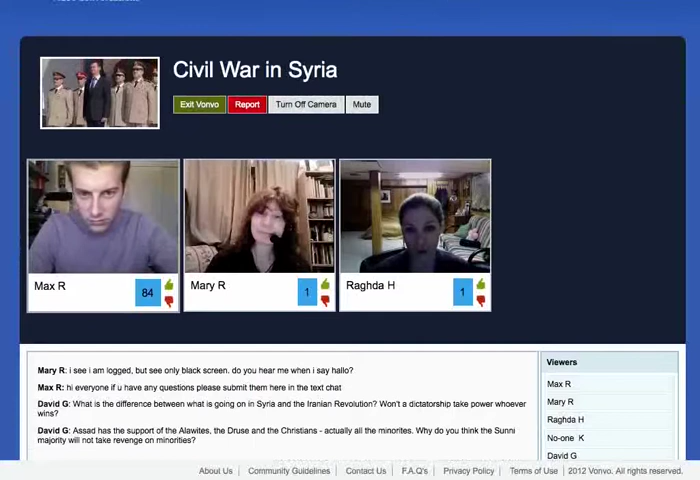 Civil War in Syria
Exit Vonvo
Report
Turn Off Camera
Mute
Max R
84
Mary R
1
Raghda H
1
Mary R: i see i am logged, but see only black screen. do you hear me when i say hallo?
Max R: hi everyone if u have any questions please submit them here in the text chat
David G: What is the difference between what is going on in Syria and the Iranian Revolution? Won't a dictatorship take power whoever
wins?
David G: Assad has the support of the Alawites, the Druse and the Christians - actually all the minorites. Why do you think the Sunni
majority will not take revenge on minorities?
Viewers
Max R
Mary R
Raghda H
No-one K
David G
About Us | Community Guidelines | Contact Us | F.A.Q's | Privacy Policy | Terms of Use | 2012 Vonvo. All rights reserved.